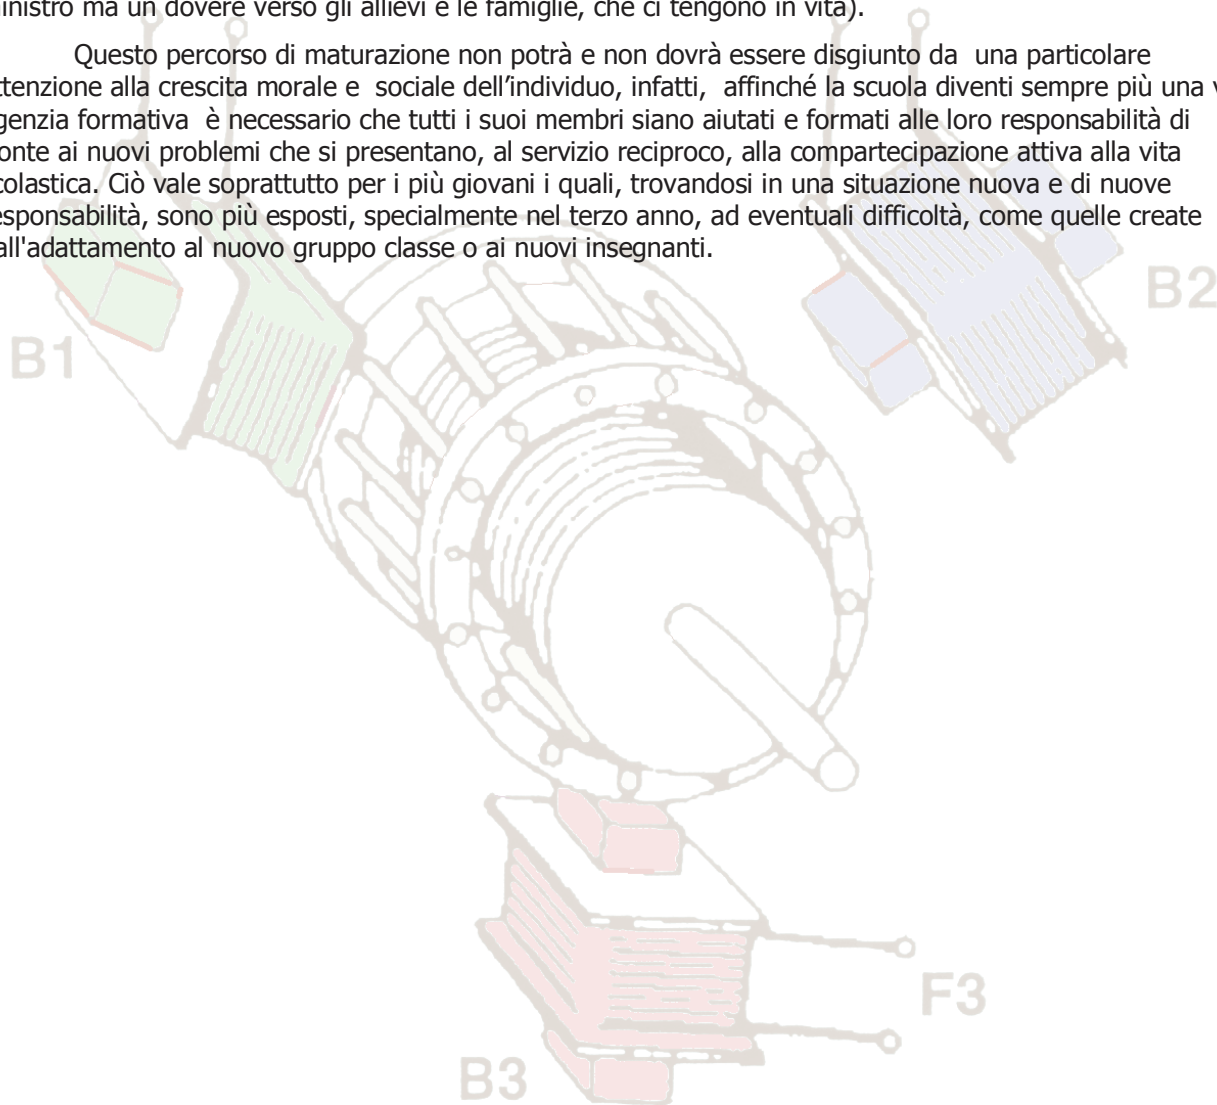 inistro ma un dovere verso gli allievi e le famiglie, che ci tengono in vita).
Questo percorso di maturazione non potrà e non dovrà essere disgiunto da una particolare
ttenzione alla crescita morale e sociale dell’individuo, infatti, affinché la scuola diventi sempre più una v
genzia formativa è necessario che tutti i suoi membri siano aiutati e formati alle loro responsabilità di
onte ai nuovi problemi che si presentano, al servizio reciproco, alla compartecipazione attiva alla vita
colastica. Ciò vale soprattutto per i più giovani i quali, trovandosi in una situazione nuova e di nuove
esponsabilità, sono più esposti, specialmente nel terzo anno, ad eventuali difficoltà, come quelle create
all'adattamento al nuovo gruppo classe o ai nuovi insegnanti.
B2
B1
F3
B3